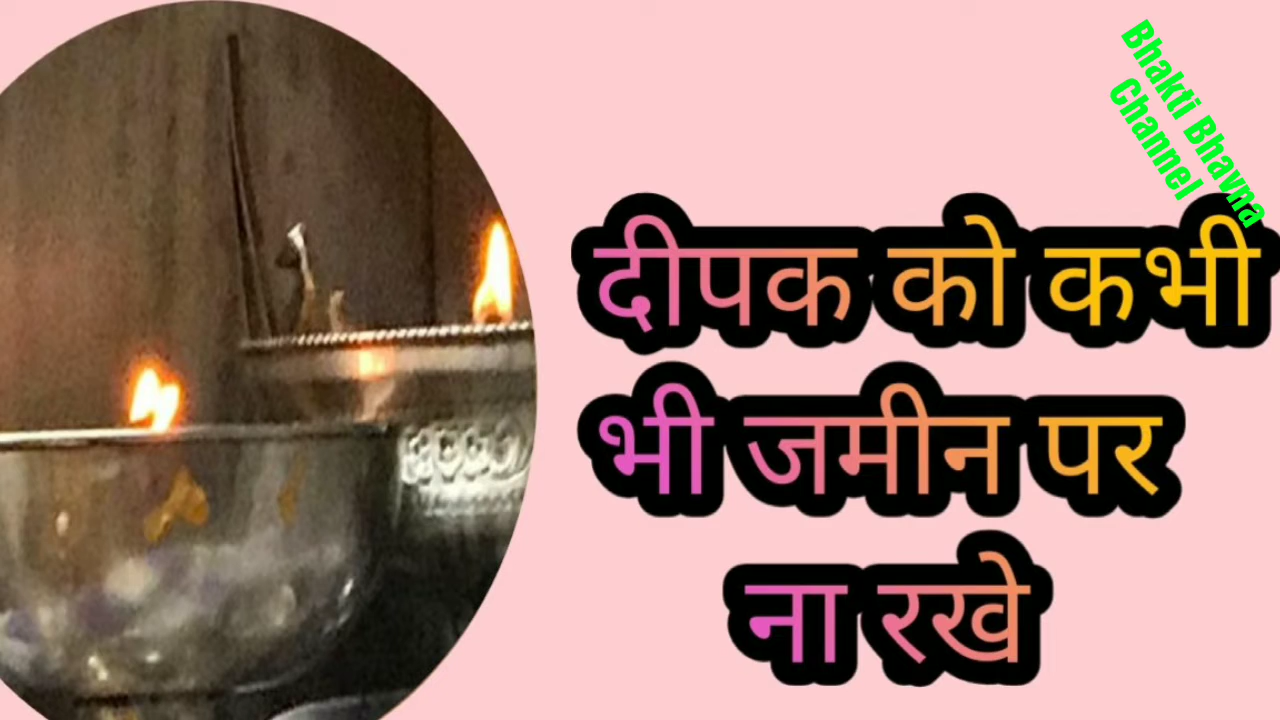 Bhakti Bhavna
Channel
दीपक को कभी
भी जमीन पर
ना रखे